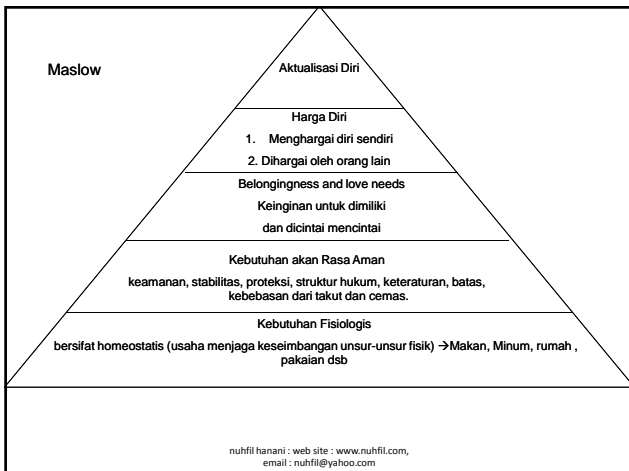 Maslow
Aktualisasi Diri
Harga Diri
1. Menghargai diri sendiri
2. Dihargai oleh orang lain
Belongingness and love needs
Keinginan untuk dimiliki
dan dicintai mencintai
Kebutuhan akan Rasa Aman
keamanan, stabilitas, proteksi, struktur hukum, keteraturan, batas,
kebebasan dari takut dan cemas.
Kebutuhan Fisiologis
bersifat homeostatis (usaha menjaga keseimbangan unsur-unsur fisik) →Makan, Minum, rumah ,
pakaian dsb
nuhfil hanani : web site : www.nuhfil.com,
email : nuhfil@yahoo.com